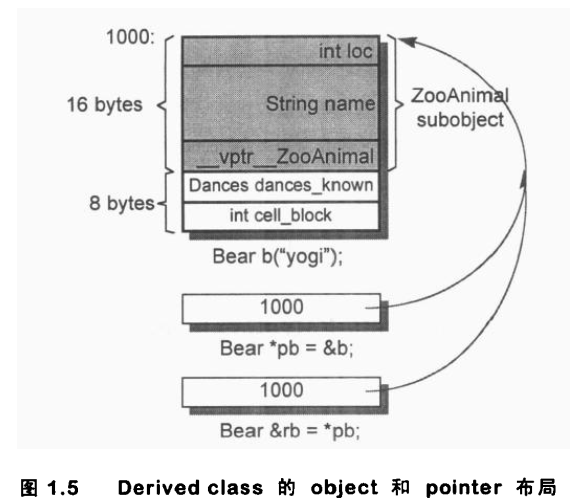 1000:
int loc
16 bytes
String name
ZooAnimal
subobject
__vptr__ZooAnimal
Dances dances_known
8 bytes
int cell_block
Bear b("yogi");
1000
Bear *pb = &b;
1000
Bear &rb = *pb;
图 1.5 Derived class 的 object 和 pointer 布局